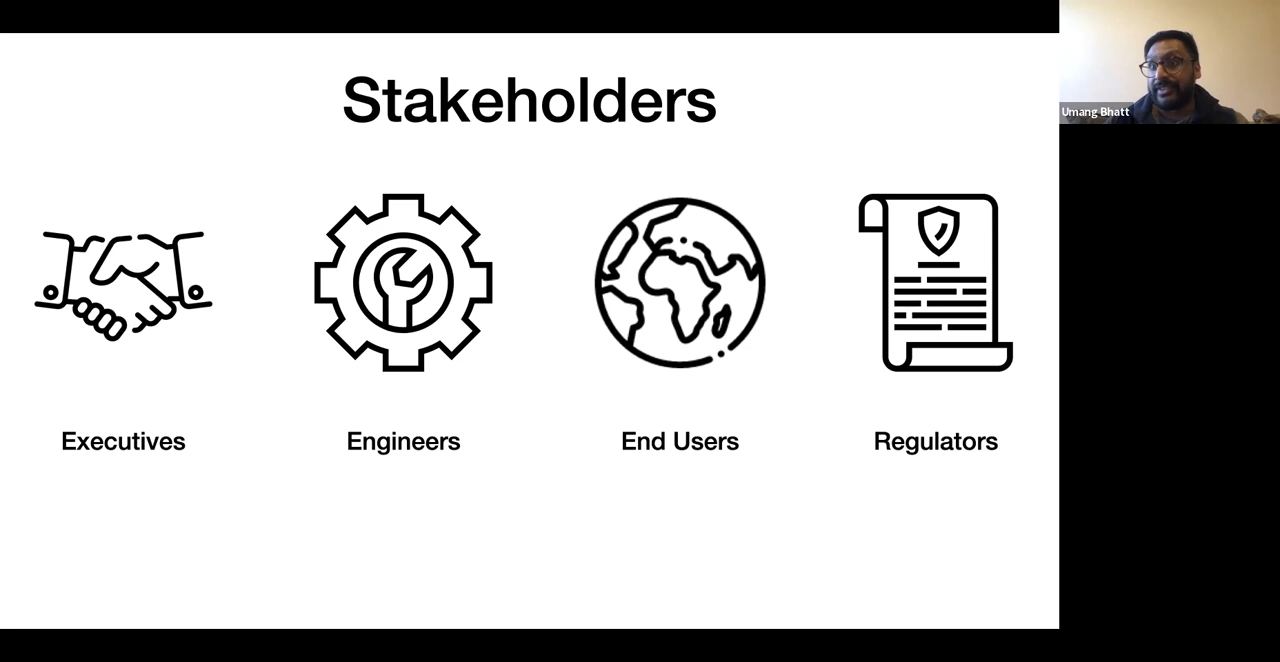 Stakeholders
Umang Bhatt
Executives
Engineers
End Users
Regulators